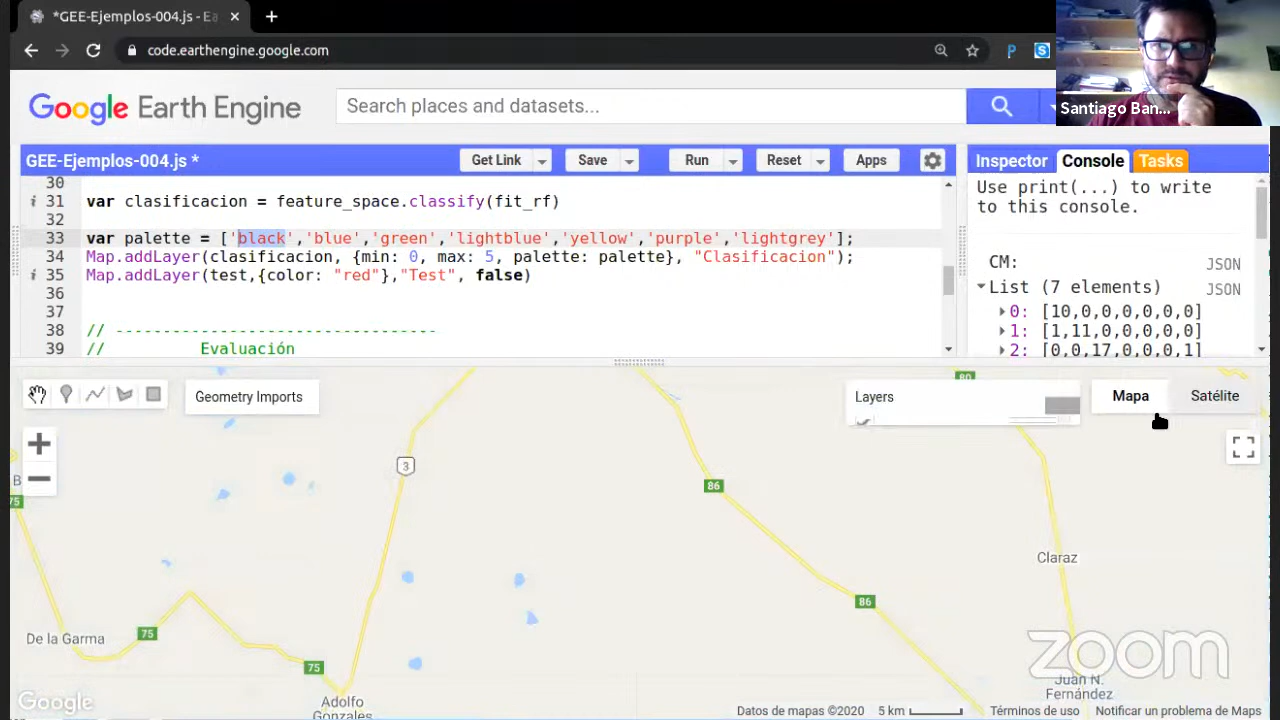 *GEE-Ejemplos-004.js - Ea
code.earthengine.google.com
Google Earth Engine
Search places and datasets...
Santiago Ban...
GEE-Ejemplos-004.js *
Get Link
Save
Run
Reset
Apps
Inspector
Console
Tasks
30
31 var clasificacion = feature_space.classify(fit_rf)
32
33 var palette = ['black','blue','green','lightblue','yellow','purple','lightgrey'];
34 Map.addLayer(clasificacion, {min: 0, max: 5, palette: palette}, "Clasificacion");
35 Map.addLayer(test,{color: "red"},"Test", false)
36
37
38 // ----------------------------------
39 // Evaluación
Use print(...) to write
to this console.
CM:
JSON
List (7 elements)
JSON
0: [10,0,0,0,0,0,0]
1: [1,11,0,0,0,0,0]
2: [0,0,17,0,0,0,1]
Geometry Imports
Layers
Mapa
Satélite
80
3
B
75
86
Claraz
86
De la Garma
75
75
Adolfo
Gonzales
Juan N.
Fernández
zoom
Google
Datos de mapas ©2020
5 km
Términos de uso
Notificar un problema de Maps